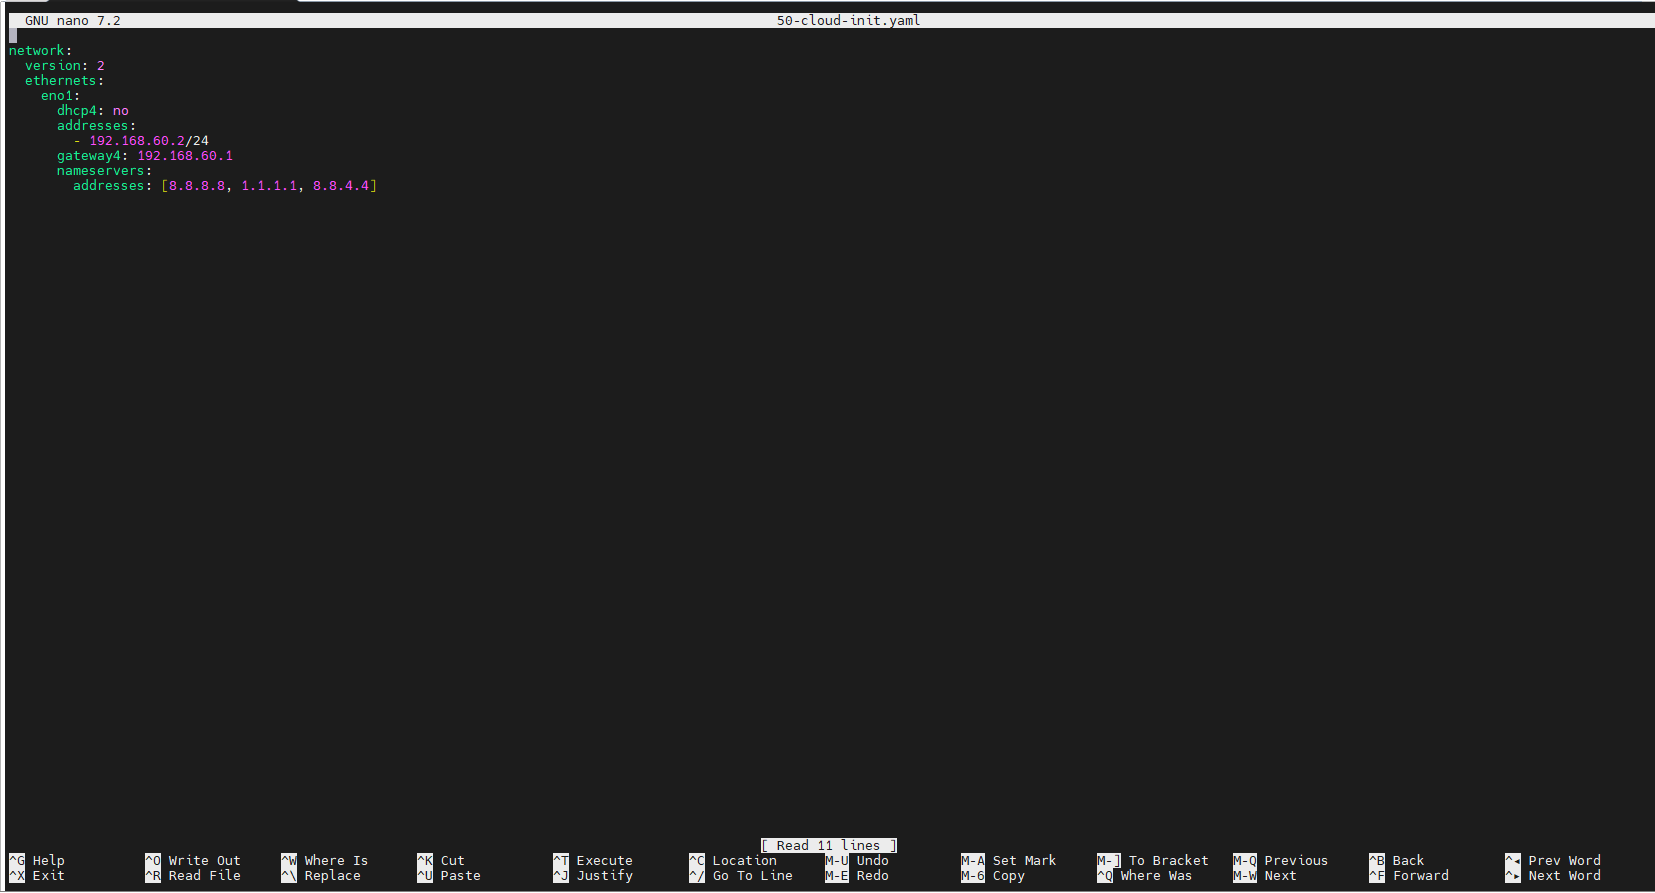 GNU nano 7.2 50-cloud-init.yaml
network:
  version: 2
  ethernets:
    eno1:
      dhcp4: no
      addresses:
        - 192.168.60.2/24
      gateway4: 192.168.60.1
      nameservers:
        addresses: [8.8.8.8, 1.1.1.1, 8.8.4.4]
[ Read 11 lines ]
^G Help ^O Write Out ^W Where Is ^K Cut ^T Execute ^C Location M-U Undo M-A Set Mark M-] To Bracket M-Q Previous ^B Back ^◂ Prev Word
^X Exit ^R Read File ^\ Replace ^U Paste ^J Justify ^/ Go To Line M-E Redo M-6 Copy ^Q Where Was M-W Next ^F Forward ^▸ Next Word